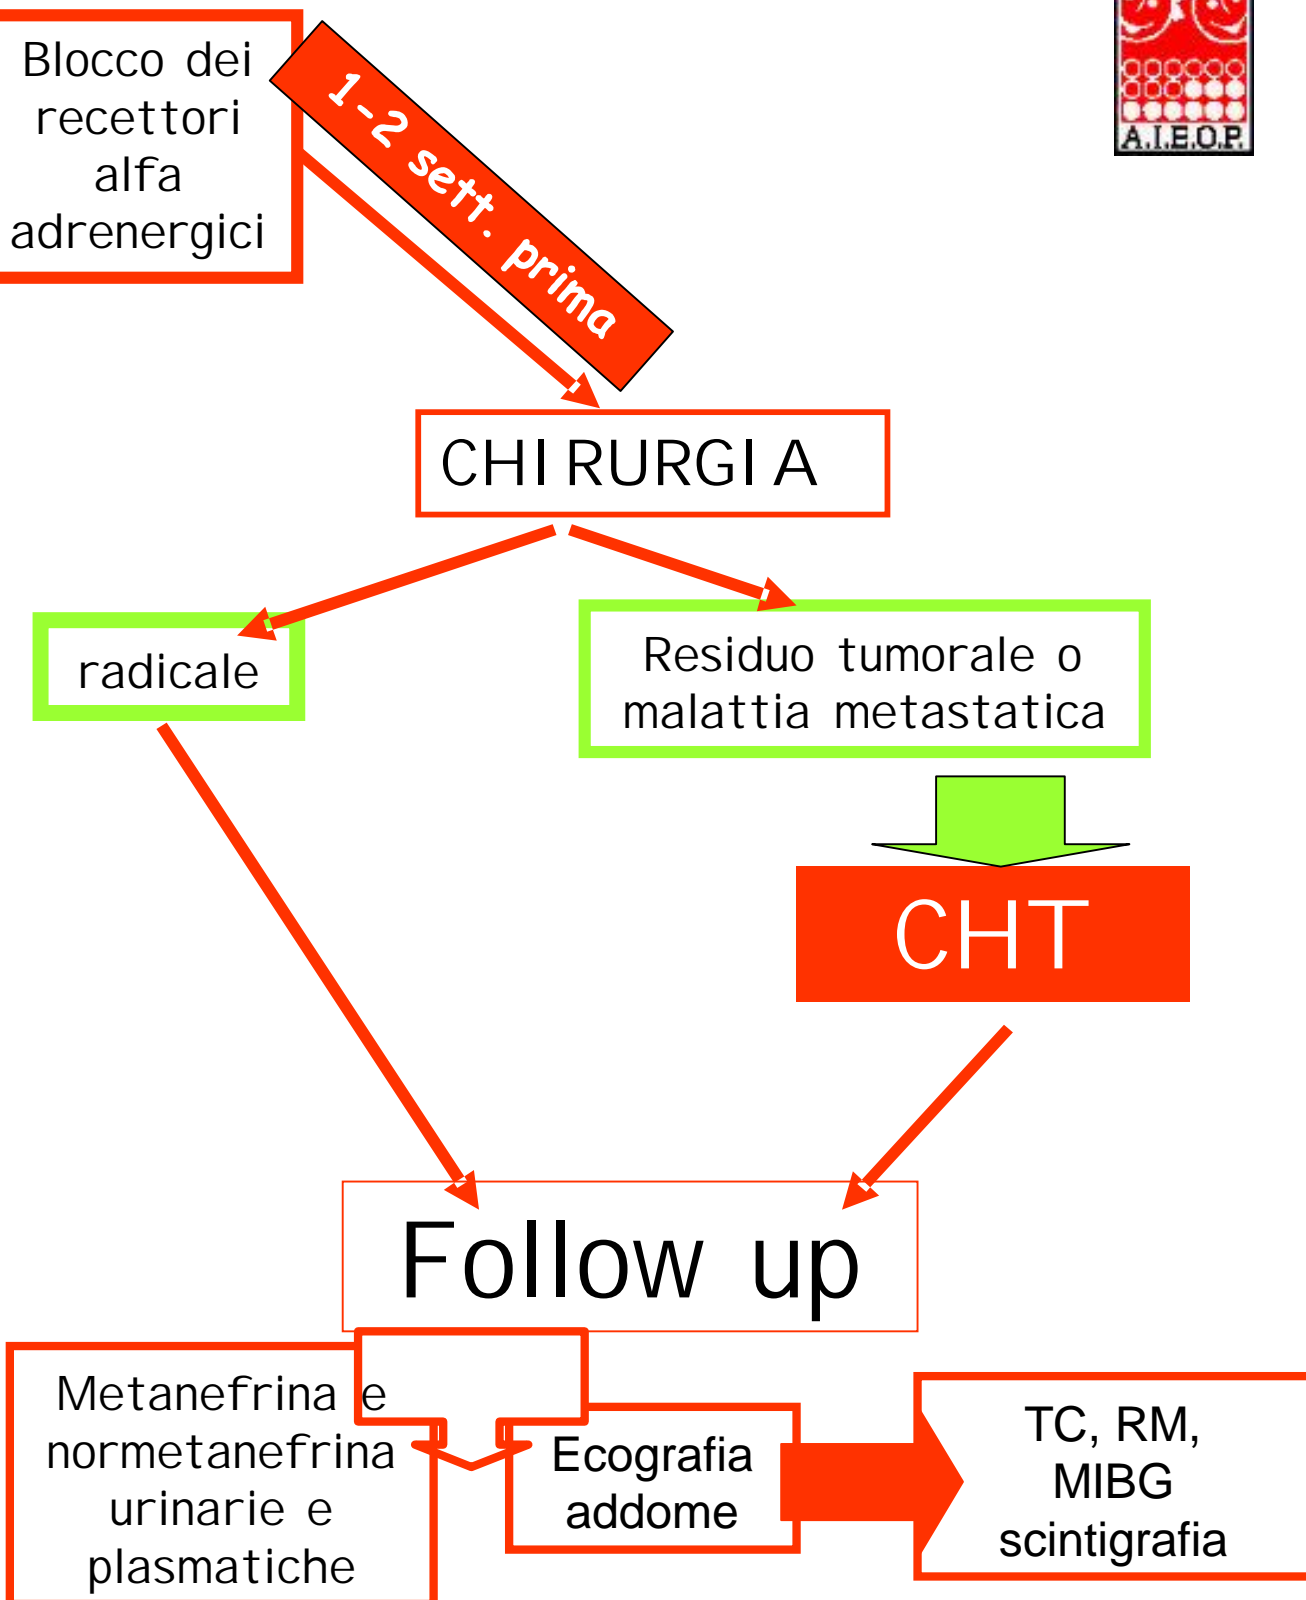 Blocco dei
recettori
alfa
adrenergici
1-2 sett. prima
A.I.E.O.P.
CHIRURGIA
radicale
Residuo tumorale o
malattia metastatica
CHT
Follow up
Metanefrina e
normetanefrina
urinarie e
plasmatiche
Ecografia
addome
TC, RM,
MIBG
scintigrafia